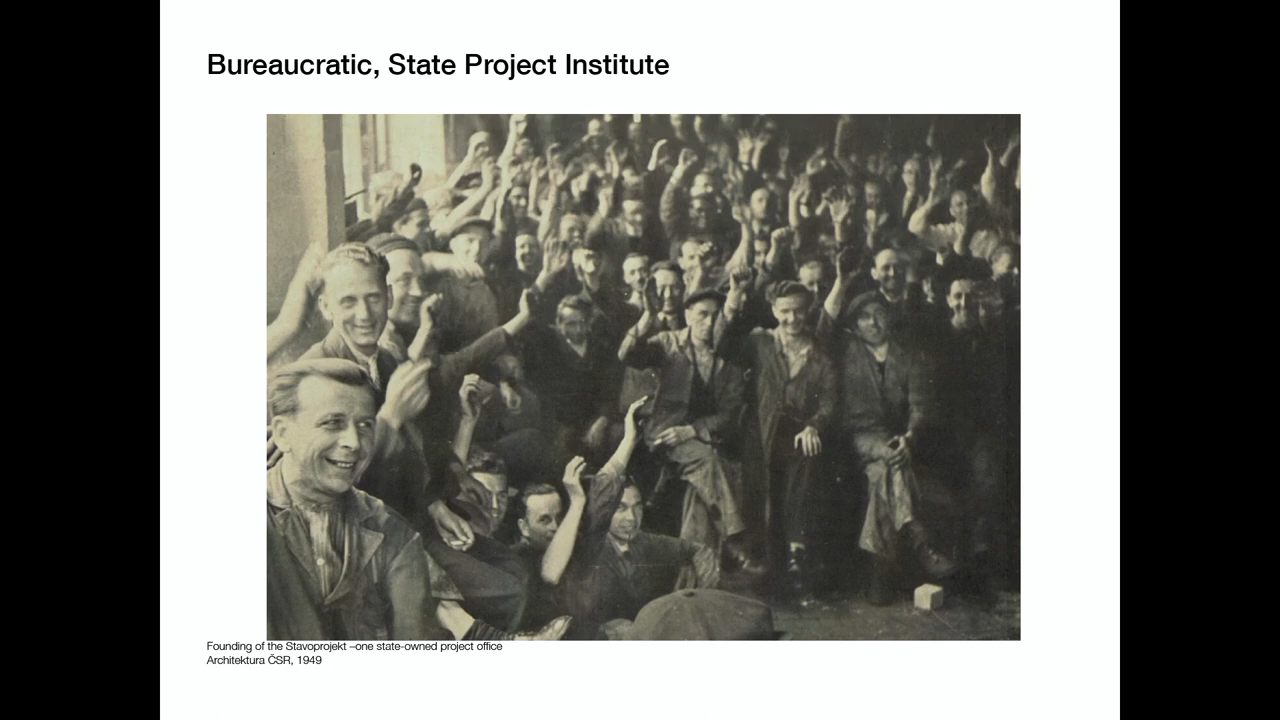 Bureaucratic, State Project Institute
Founding of the Stavoprojekt –one state-owned project office
Architektura ČSR, 1949